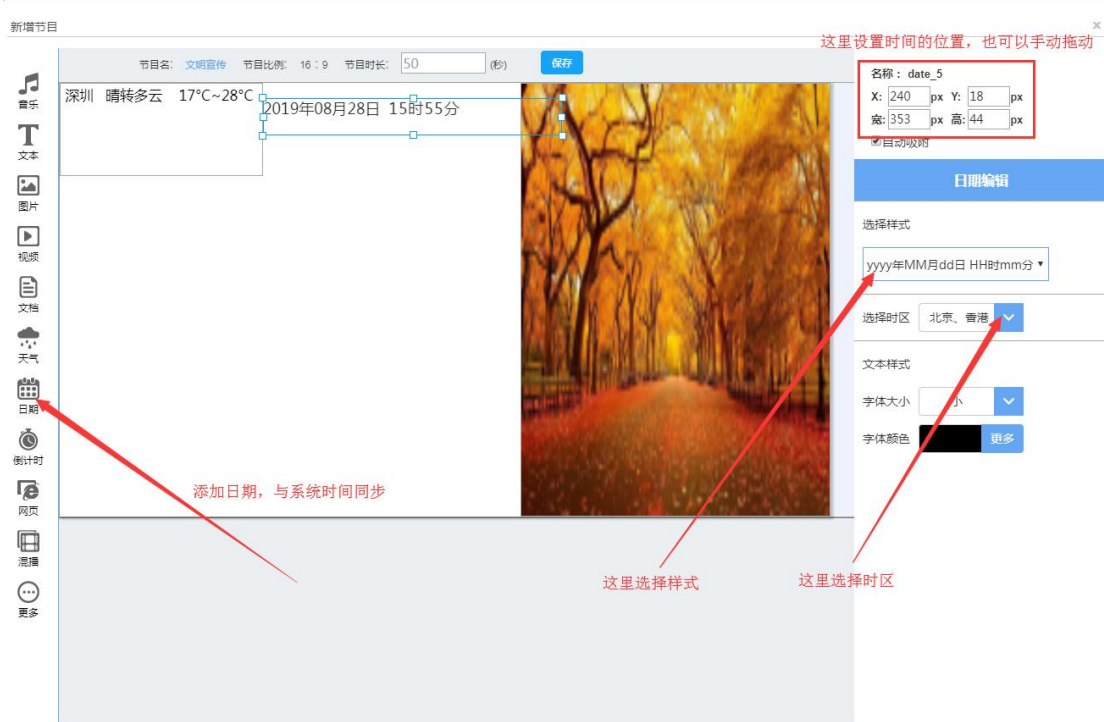 新增节目
×
这里设置时间的位置，也可以手动拖动
节目名: 文明宣传 节目比例: 16:9 节目时长: 50 (秒) 保存
名称: date_5
X: 240 px Y: 18 px
宽: 353 px 高: 44 px
自动吸附
音乐
文本
图片
视频
文档
天气
日期
倒计时
网页
混播
更多
深圳 晴转多云 17°C~28°C
2019年08月28日 15时55分
日期编辑
选择样式
yyyy年MM月dd日 HH时mm分
选择时区 北京、香港
文本样式
字体大小 小
字体颜色 更多
添加日期，与系统时间同步
这里选择样式
这里选择时区